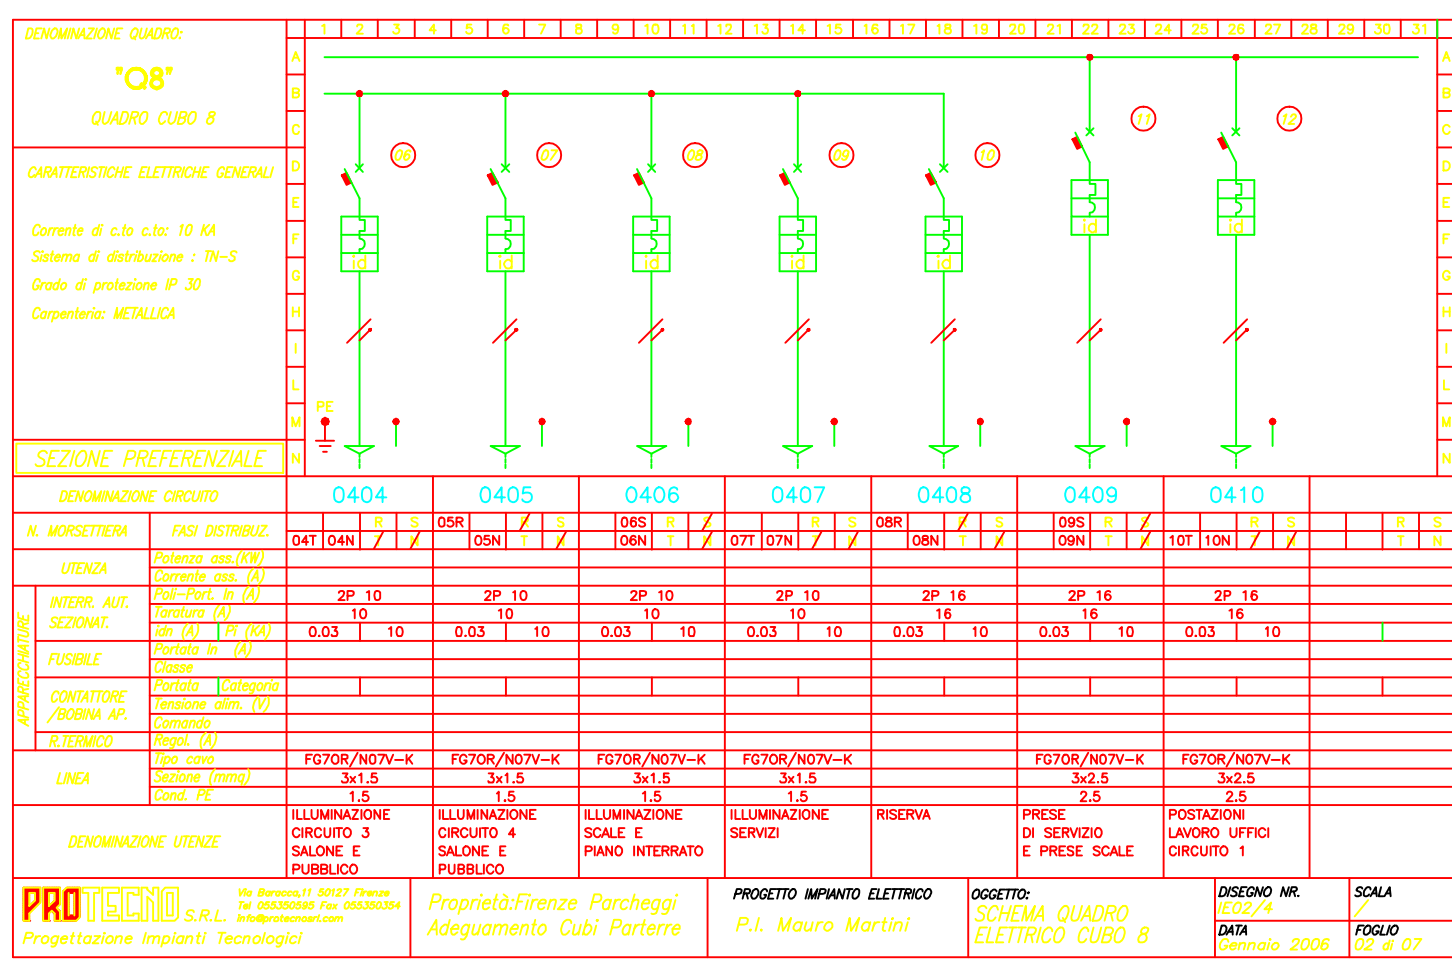 DENOMINAZIONE QUADRO:
"Q8"
QUADRO CUBO 8
CARATTERISTICHE ELETTRICHE GENERALI
Corrente di c.to c.to: 10 KA
Sistema di distribuzione : TN-S
Grado di protezione IP 30
Carpenteria: METALLICA
SEZIONE PREFERENZIALE
1 2 3 4 5 6 7 8 9 10 11 12 13 14 15 16 17 18 19 20 21 22 23 24 25 26 27 28 29 30 31
A A
B B
C C
D D
E E
F F
G G
H H
I I
L L
M M
N N
11 12
06 07 08 09 10
id id
id id id id id
PE
DENOMINAZIONE CIRCUITO 0404 0405 0406 0407 0408 0409 0410
N. MORSETTIERA FASI DISTRIBUZ.
R S 05R R S 06S R S R S 08R R S 09S R S R S R S
04T 04N T N 05N T N 06N T N 07T 07N T N 08N T N 09N T N 10T 10N T N T N
UTENZA
Potenza ass.(KW)
Corrente ass. (A)
APPARECCHIATURE
INTERR. AUT.
SEZIONAT.
Poli-Port. In (A) 2P 10 2P 10 2P 10 2P 10 2P 16 2P 16 2P 16
Taratura (A) 10 10 10 10 16 16 16
idn (A) Pi (KA) 0.03 10 0.03 10 0.03 10 0.03 10 0.03 10 0.03 10 0.03 10
FUSIBILE
Portata In (A)
Classe
CONTATTORE
/BOBINA AP.
Portata Categoria
Tensione alim. (V)
Comando
R.TERMICO Regol. (A)
LINEA
Tipo cavo FG7OR/N07V-K FG7OR/N07V-K FG7OR/N07V-K FG7OR/N07V-K FG7OR/N07V-K FG7OR/N07V-K
Sezione (mmq) 3x1.5 3x1.5 3x1.5 3x1.5 3x2.5 3x2.5
Cond. PE 1.5 1.5 1.5 1.5 2.5 2.5
DENOMINAZIONE UTENZE
ILLUMINAZIONE
CIRCUITO 3
SALONE E
PUBBLICO
ILLUMINAZIONE
CIRCUITO 4
SALONE E
PUBBLICO
ILLUMINAZIONE
SCALE E
PIANO INTERRATO
ILLUMINAZIONE
SERVIZI
RISERVA
PRESE
DI SERVIZIO
E PRESE SCALE
POSTAZIONI
LAVORO UFFICI
CIRCUITO 1
PROTECNO S.R.L.
Via Baracca,11 50127 Firenze
Progettazione Impianti Tecnologici
Proprietà:Firenze Parcheggi
Adeguamento Cubi Parterre
PROGETTO IMPIANTO ELETTRICO
P.I. Mauro Martini
OGGETTO:
SCHEMA QUADRO
ELETTRICO CUBO 8
DISEGNO NR.
IE02/4
SCALA
/
DATA
Gennaio 2006
FOGLIO
02 di 07